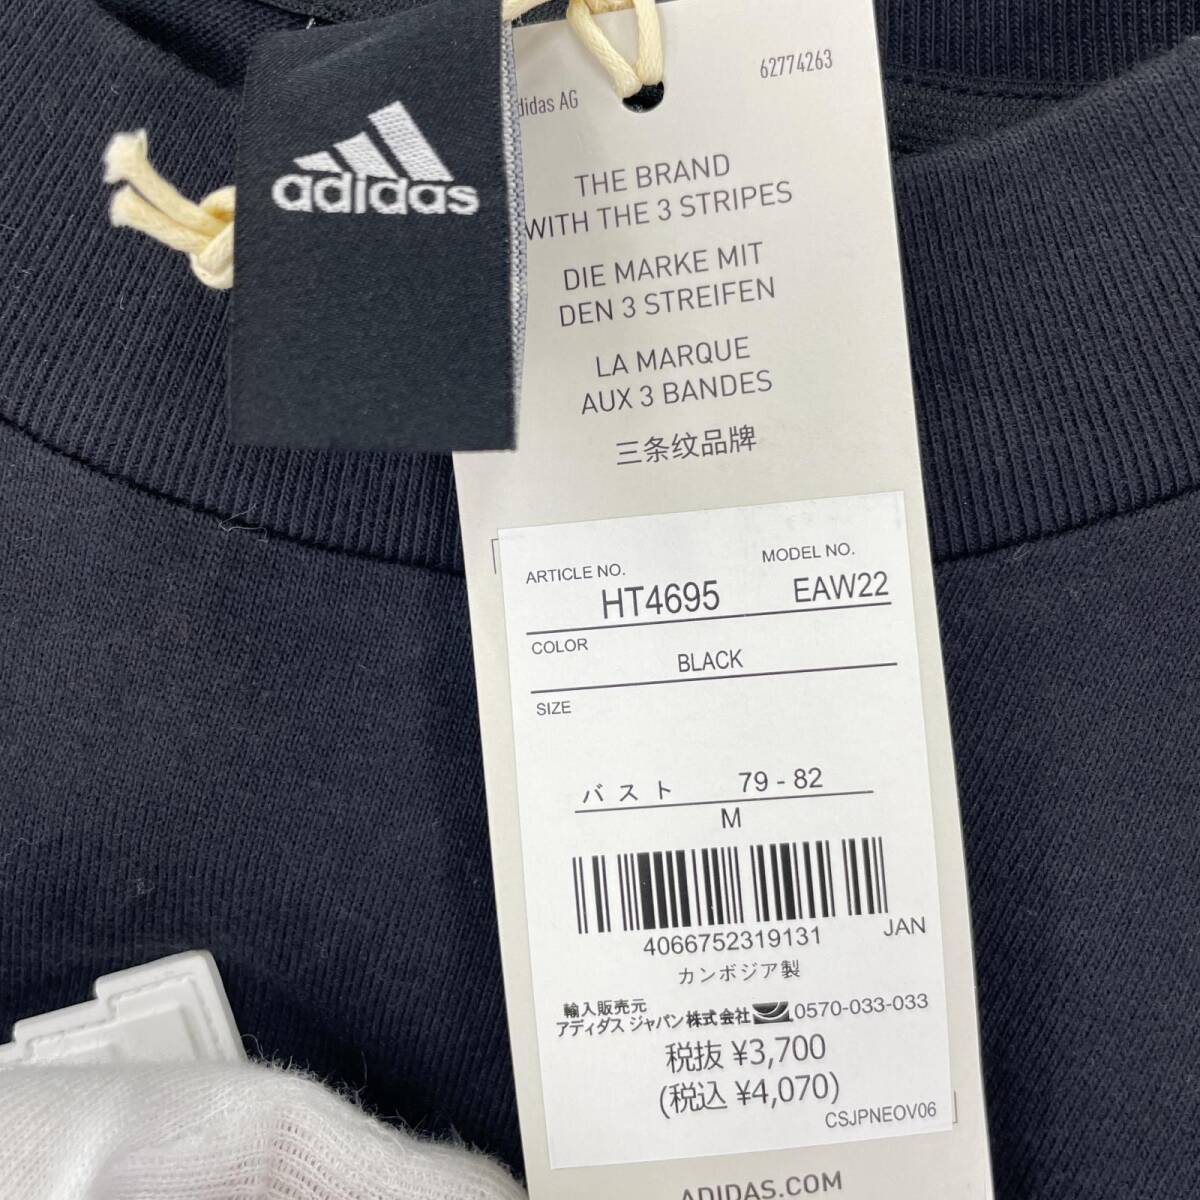 adidas
didas AG
62774263
THE BRAND
WITH THE 3 STRIPES
DIE MARKE MIT
DEN 3 STREIFEN
LA MARQUE
AUX 3 BANDES
三条纹品牌
ARTICLE NO.
MODEL NO.
HT4695
EAW22
COLOR
BLACK
SIZE
バスト 79 - 82
M
4066752319131
JAN
カンボジア製
輸入販売元
アディダス ジャパン株式会社 0570-033-033
税抜 ¥3,700
(税込 ¥4,070)
CSJPNEOV06
ADIDAS.COM